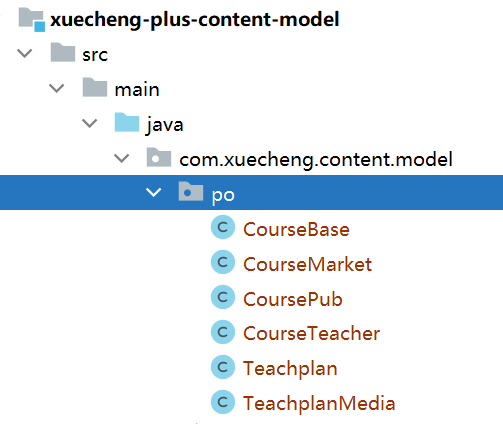 xuecheng-plus-content-model
src
main
java
com.xuecheng.content.model
po
CourseBase
CourseMarket
CoursePub
CourseTeacher
Teachplan
TeachplanMedia